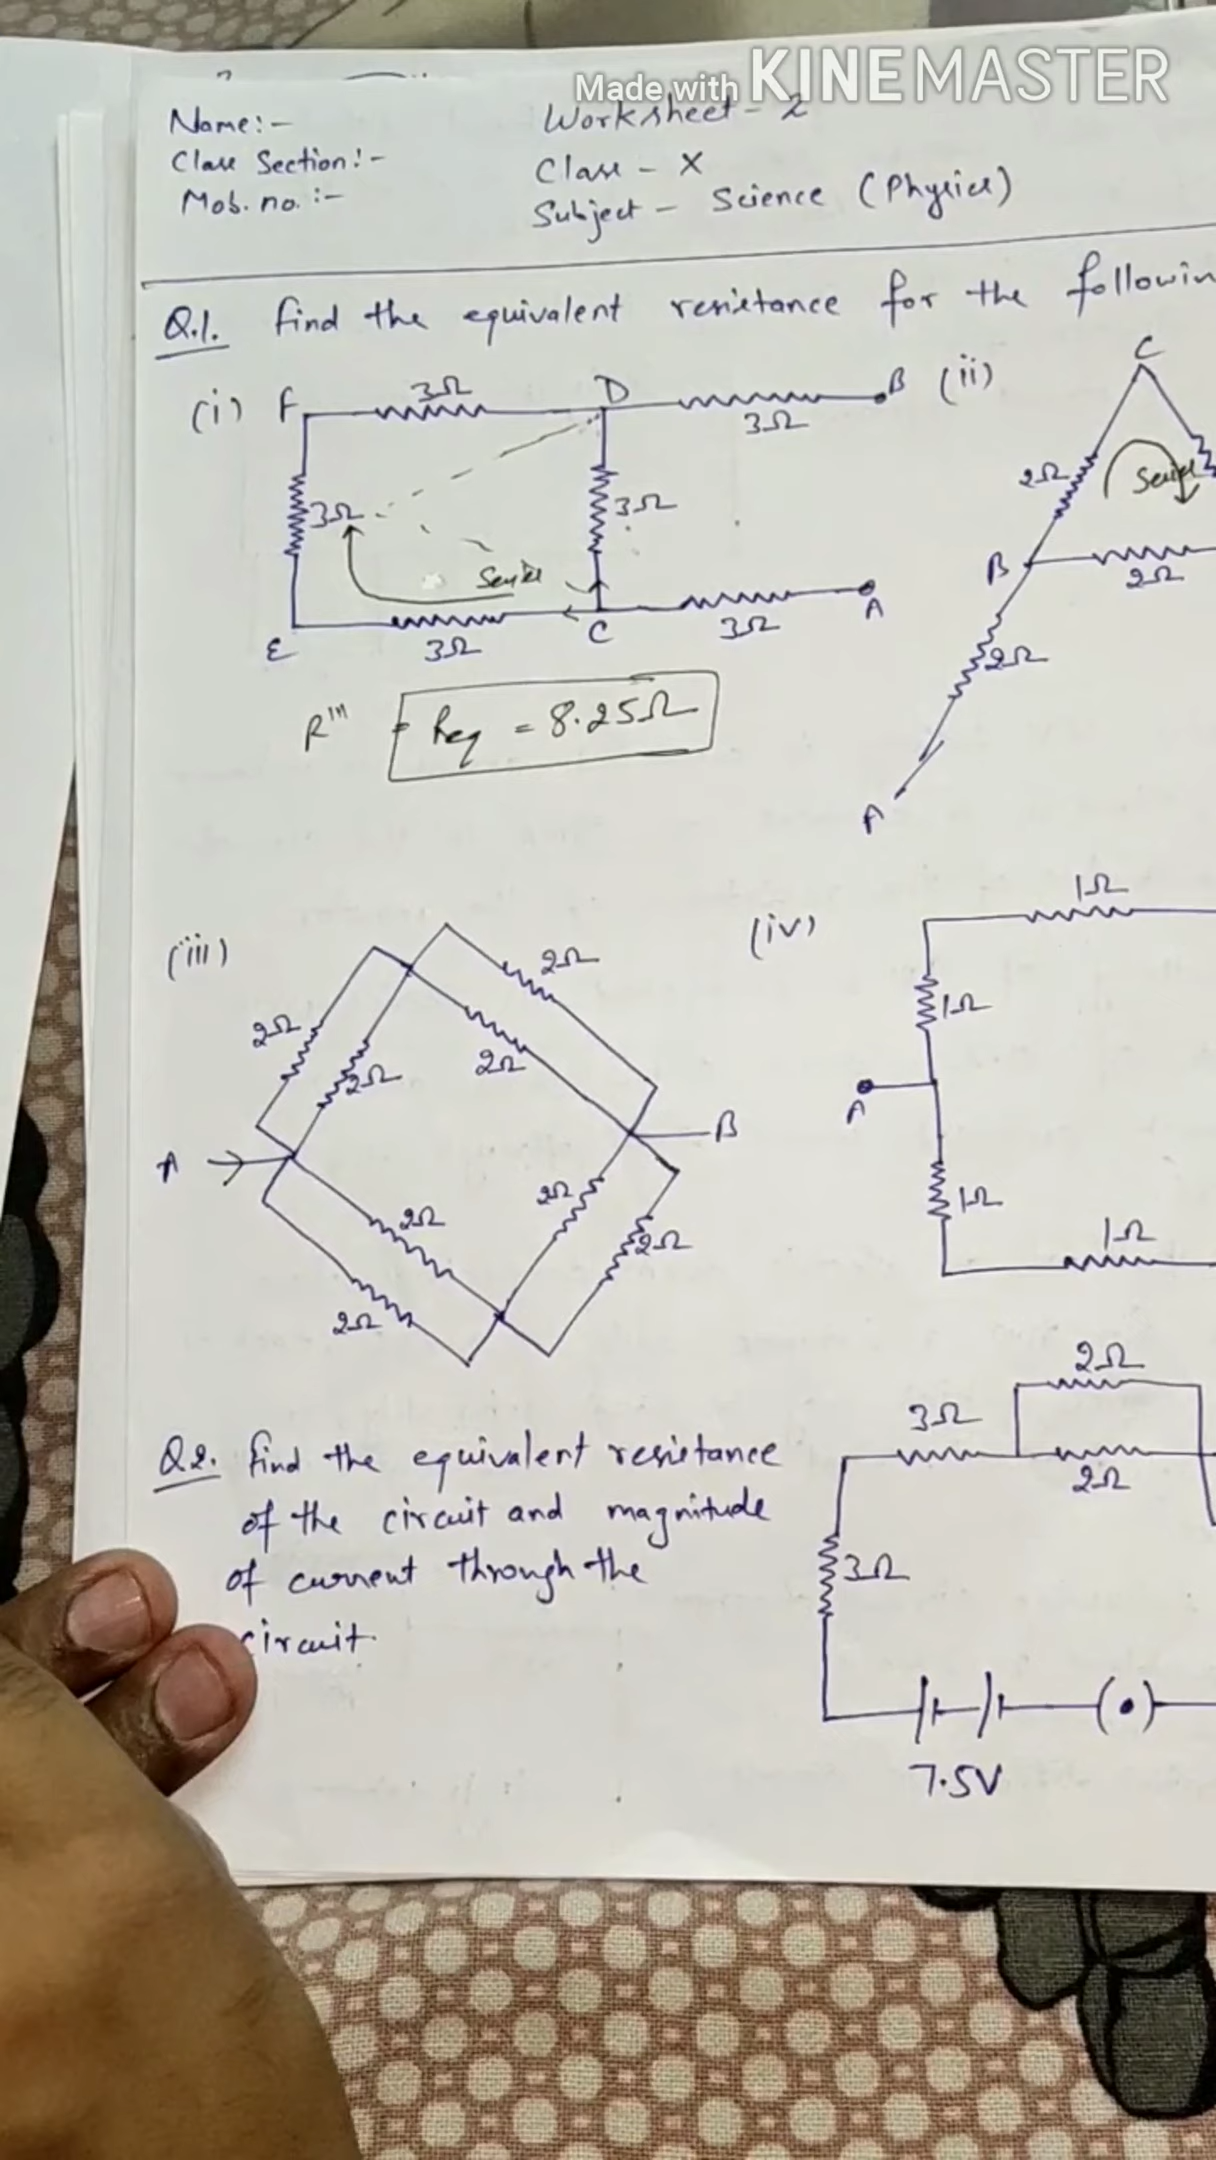 Made with KINEMASTER
Name:- Worksheet - 2
Class Section:- Class - X
Mob. no. :- Subject - Science (Physics)
Q.1. find the equivalent resistance for the followin
(i) F 3Ω D B
3Ω
3Ω 3Ω
Series
E 3Ω C 3Ω A
R''' = Req = 8.25Ω
(ii) C
2Ω Series
B 2Ω
2Ω
A
(iii) 2Ω
2Ω 2Ω 2Ω
A B
2Ω 2Ω 2Ω
2Ω
(iv) 1Ω
1Ω
A
1Ω
1Ω
Q2. find the equivalent resistance
of the circuit and magnitude
of current through the
circuit.
2Ω
3Ω 2Ω
3Ω
7.5V